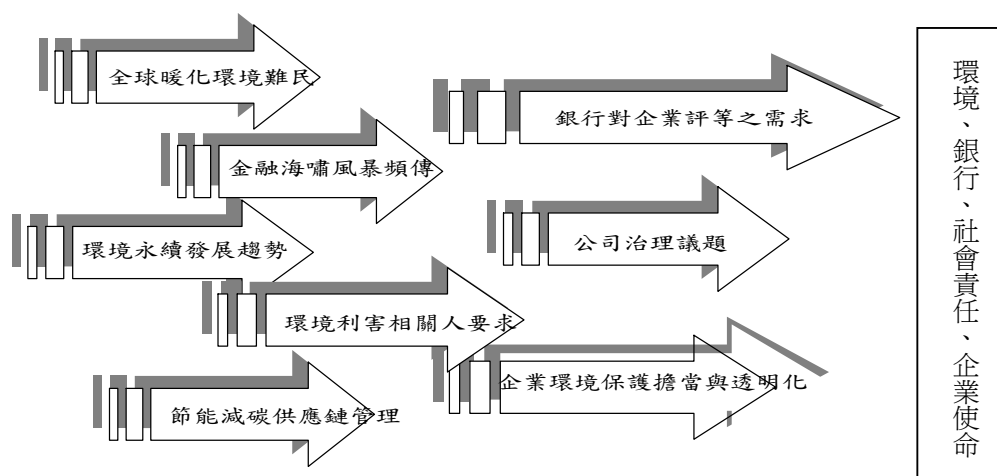 全球暖化環境難民
銀行對企業評等之需求
金融海嘯風暴頻傳
環境永續發展趨勢
公司治理議題
環境利害相關人要求
企業環境保護擔當與透明化
節能減碳供應鏈管理
環境、銀行、社會責任、企業使命